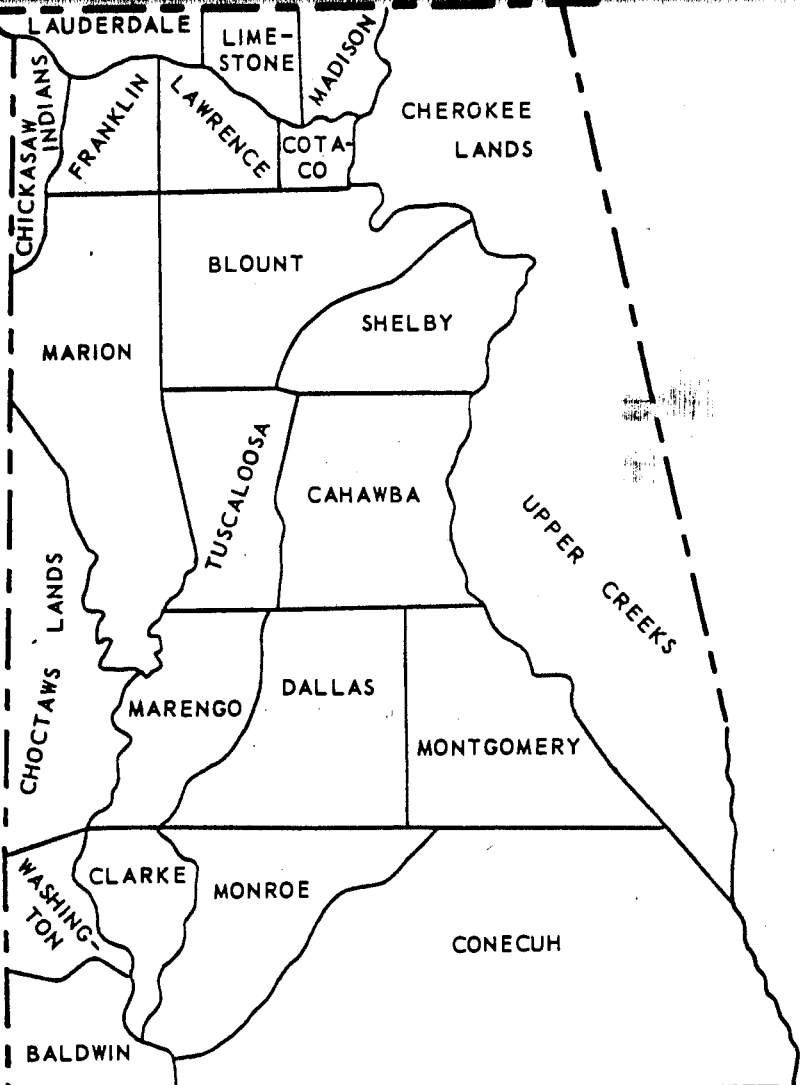 LAUDERDALE
LIME-
STONE
MADISON
CHICKASAW
INDIANS
FRANKLIN
LAWRENCE
COTA-
CO
CHEROKEE
LANDS
BLOUNT
SHELBY
MARION
TUSCALOOSA
CAHAWBA
UPPER CREEKS
CHOCTAWS LANDS
MARENGO
DALLAS
MONTGOMERY
WASHING-
TON
CLARKE
MONROE
CONECUH
BALDWIN